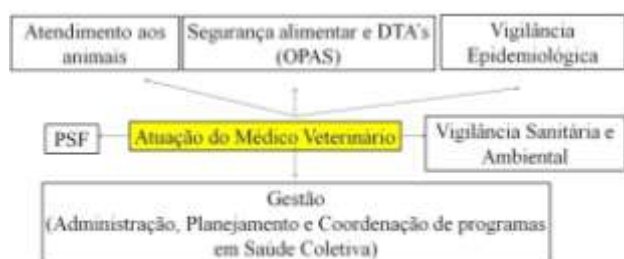 Atendimento aos
animais
Segurança alimentar e DTA's
(OPAS)
Vigilância
Epidemiológica
PSF
Atuação do Médico Veterinário
Vigilância Sanitária e
Ambiental
Gestão
(Administração, Planejamento e Coordenação de programas
em Saúde Coletiva)